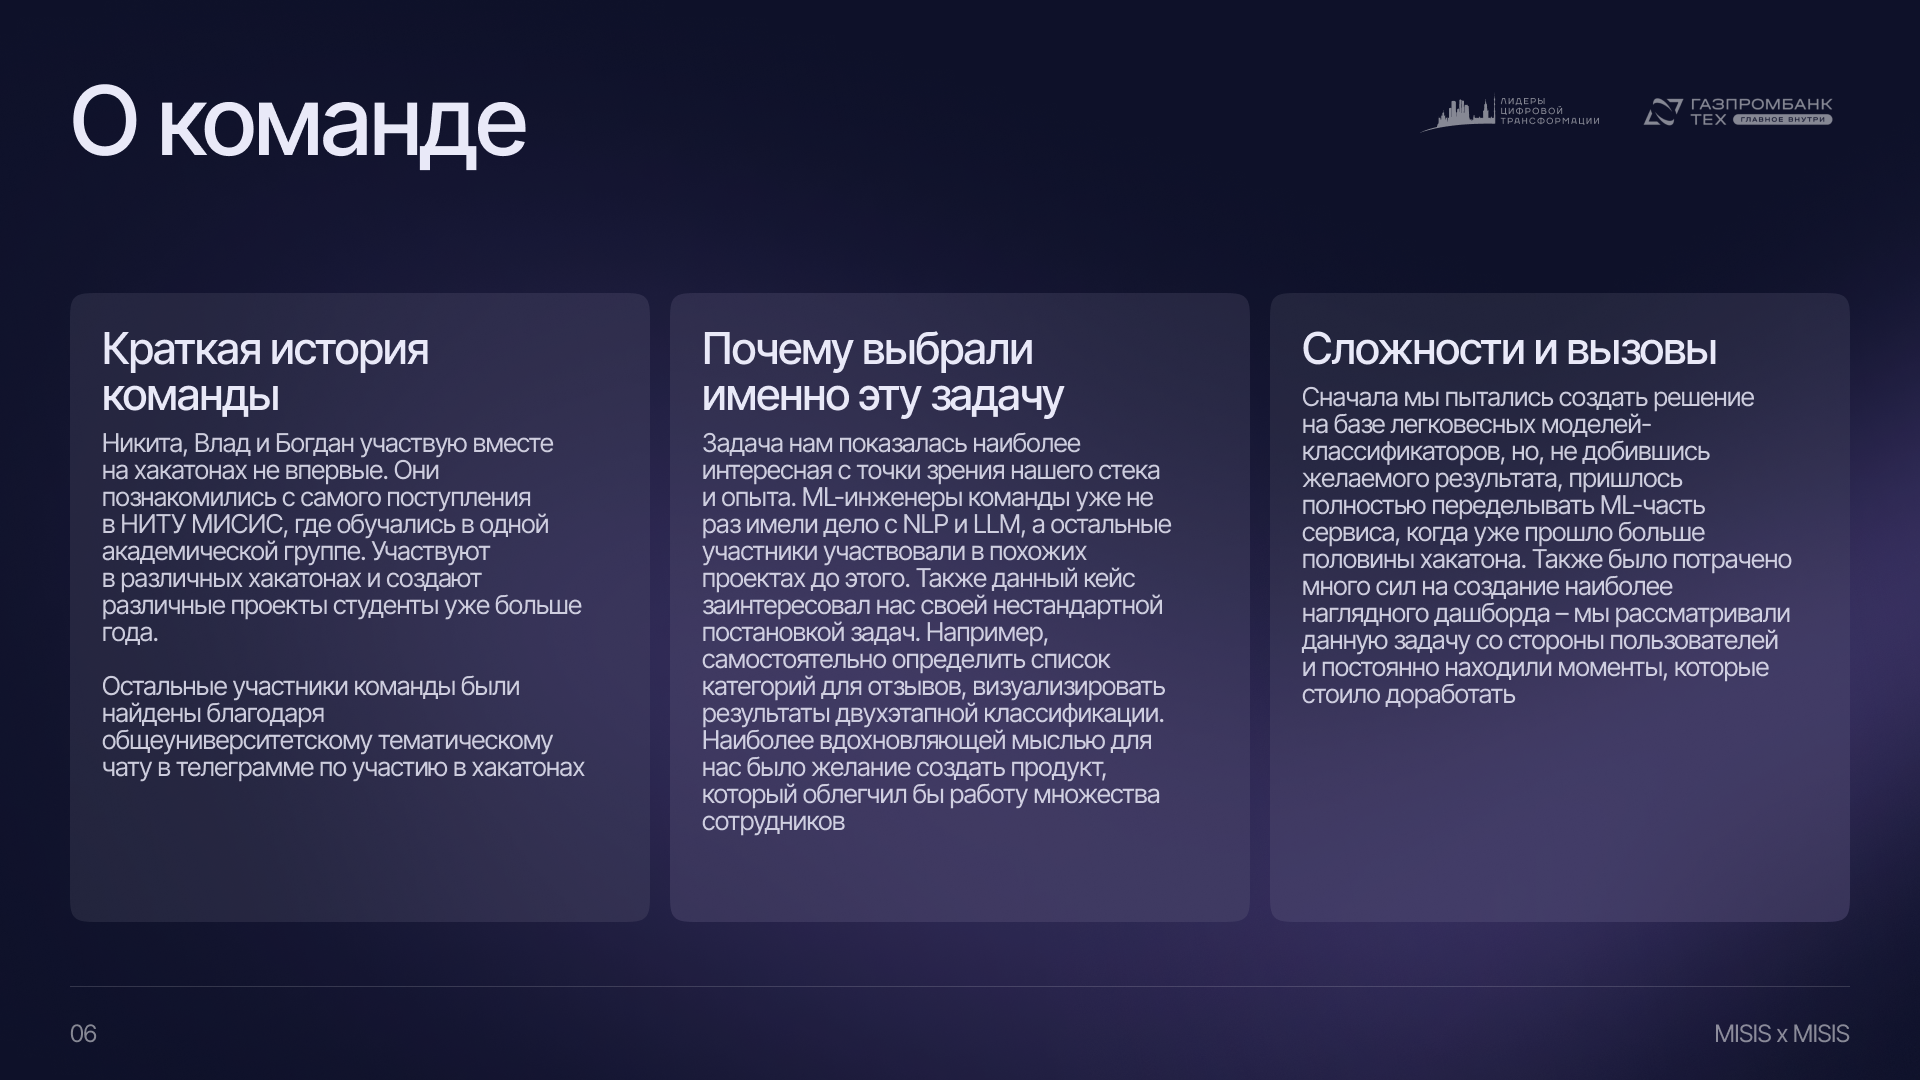 О команде
ЛИДЕРЫ
ЦИФРОВОЙ
ТРАНСФОРМАЦИИ
ГАЗПРОМБАНК
ТЕХ ГЛАВНОЕ ВНУТРИ
Краткая история
команды
Никита, Влад и Богдан участвую вместе
на хакатонах не впервые. Они
познакомились с самого поступления
в НИТУ МИСИС, где обучались в одной
академической группе. Участвуют
в различных хакатонах и создают
различные проекты студенты уже больше
года.
Остальные участники команды были
найдены благодаря
общеуниверситетскому тематическому
чату в телеграмме по участию в хакатонах
Почему выбрали
именно эту задачу
Задача нам показалась наиболее
интересная с точки зрения нашего стека
и опыта. ML-инженеры команды уже не
раз имели дело с NLP и LLM, а остальные
участники участвовали в похожих
проектах до этого. Также данный кейс
заинтересовал нас своей нестандартной
постановкой задач. Например,
самостоятельно определить список
категорий для отзывов, визуализировать
результаты двухэтапной классификации.
Наиболее вдохновляющей мыслью для
нас было желание создать продукт,
который облегчил бы работу множества
сотрудников
Сложности и вызовы
Сначала мы пытались создать решение
на базе легковесных моделей-
классификаторов, но, не добившись
желаемого результата, пришлось
полностью переделывать ML-часть
сервиса, когда уже прошло больше
половины хакатона. Также было потрачено
много сил на создание наиболее
наглядного дашборда – мы рассматривали
данную задачу со стороны пользователей
и постоянно находили моменты, которые
стоило доработать
06
MISIS x MISIS